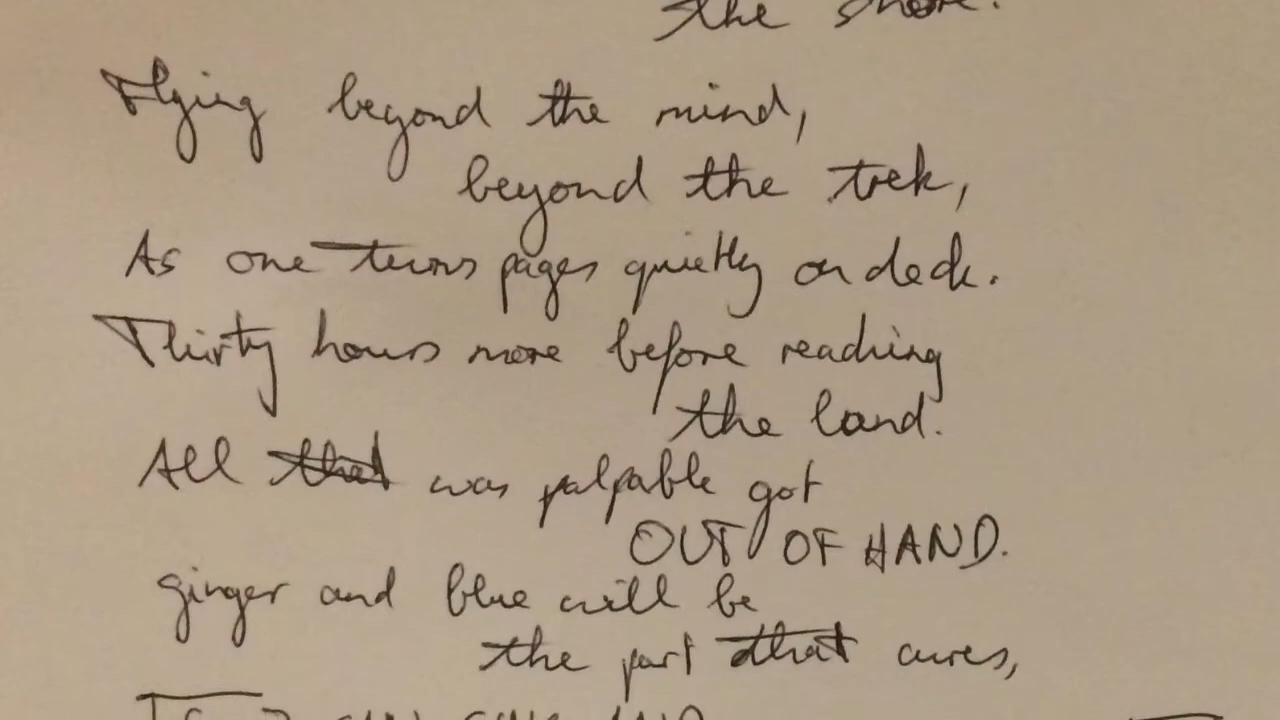 the shore.
Flying beyond the mind,
beyond the trek,
As one turns pages quietly on deck.
Thirty hours more before reaching
the land.
All that was palpable got
OUT OF HAND.
ginger and blue will be
the part that cures,